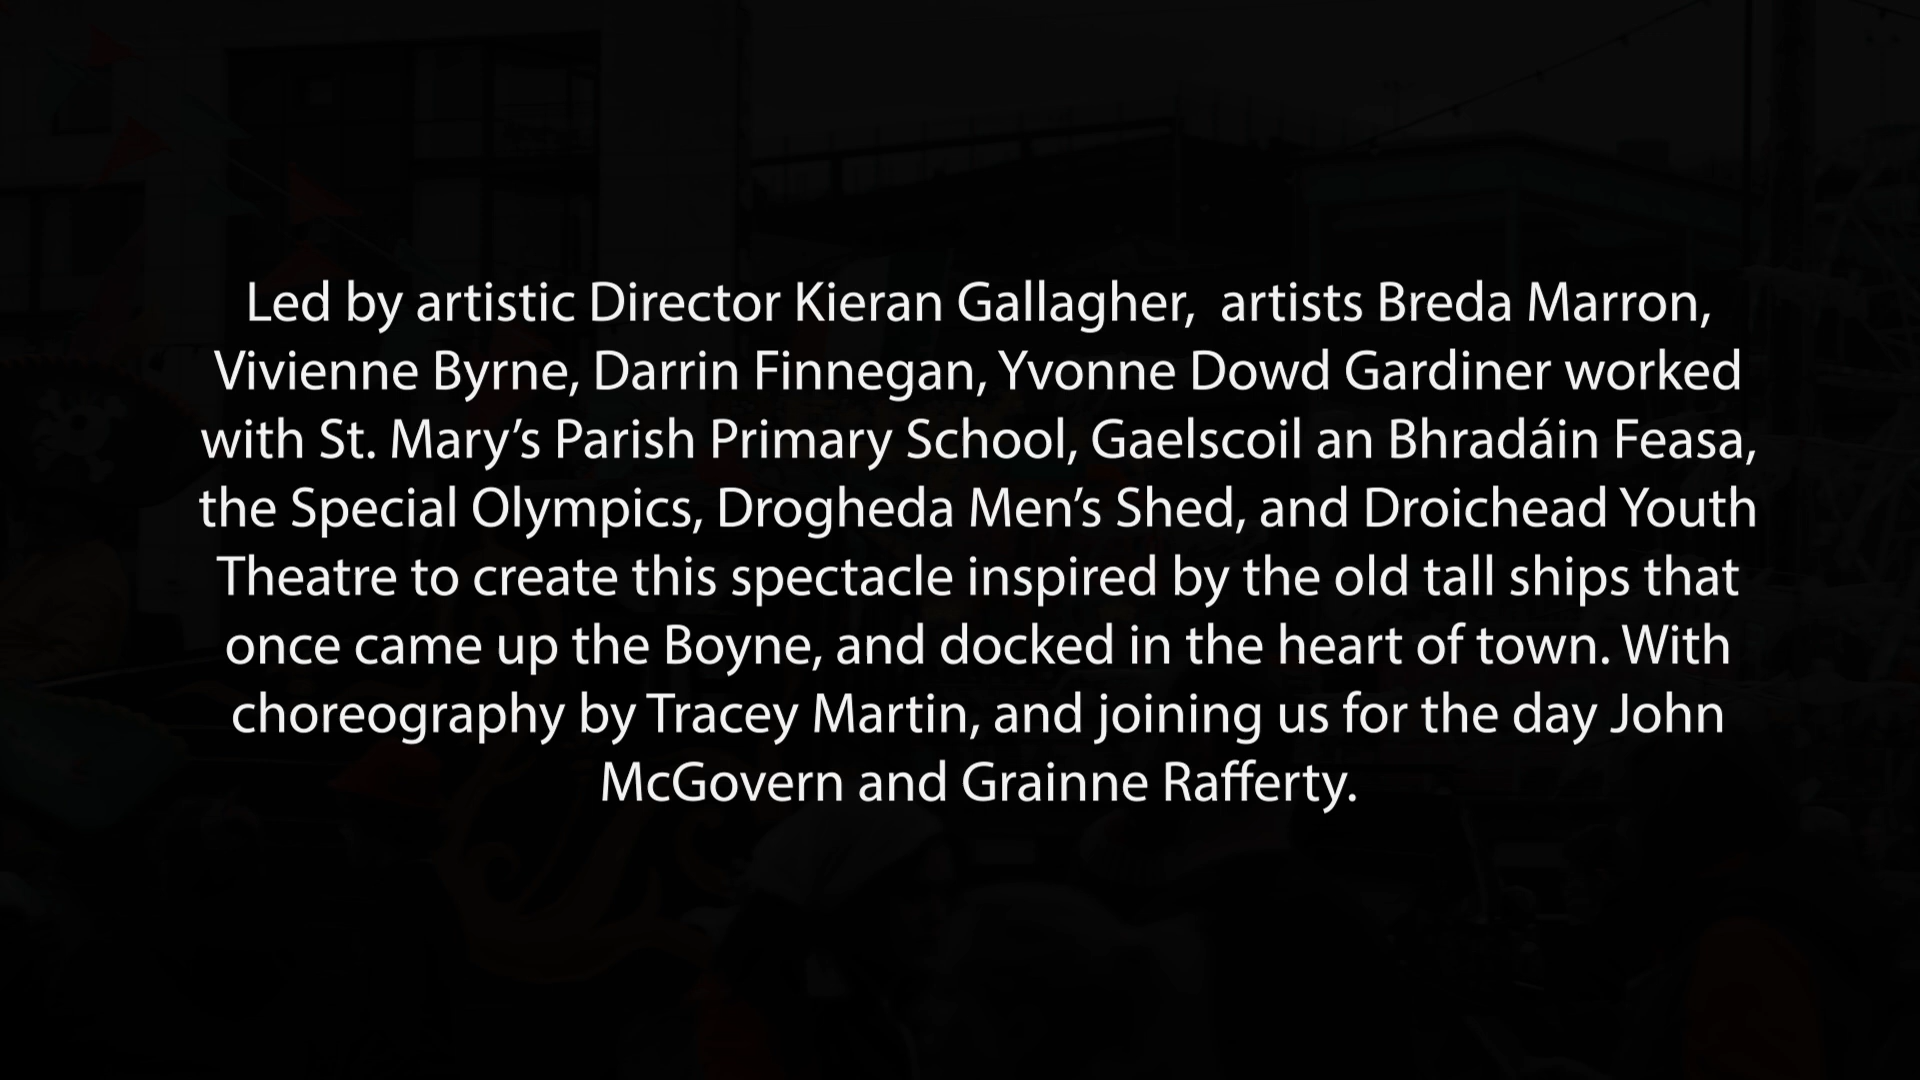 Led by artistic Director Kieran Gallagher,  artists Breda Marron,
Vivienne Byrne, Darrin Finnegan, Yvonne Dowd Gardiner worked
with St. Mary’s Parish Primary School, Gaelscoil an Bhradáin Feasa,
the Special Olympics, Drogheda Men’s Shed, and Droichead Youth
Theatre to create this spectacle inspired by the old tall ships that
once came up the Boyne, and docked in the heart of town. With
choreography by Tracey Martin, and joining us for the day John
McGovern and Grainne Rafferty.